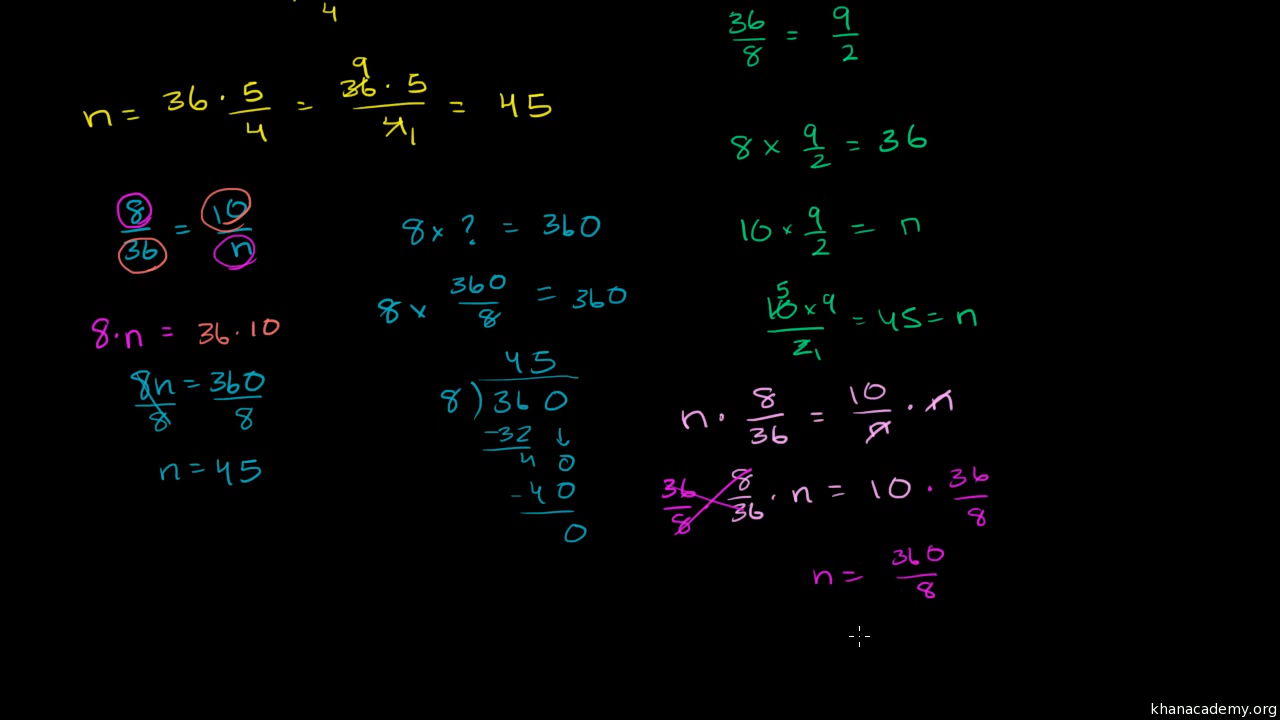 4
n = 36 · 5/4 = 9 36 · 5 / 4 1 = 45
8/36 = 10/n
8·n = 36·10
8n/8 = 360/8
n = 45
8 × ? = 360
8 × 360/8 = 360
45
8 ) 360
-32 ↓
4 0
-40
0
36/8 = 9/2
8 × 9/2 = 36
10 × 9/2 = n
5 10 × 9 / 2 1 = 45 = n
n · 8/36 = 10/n · n
36/8 · 8/36 · n = 10 · 36/8
n = 360/8
khanacademy.org